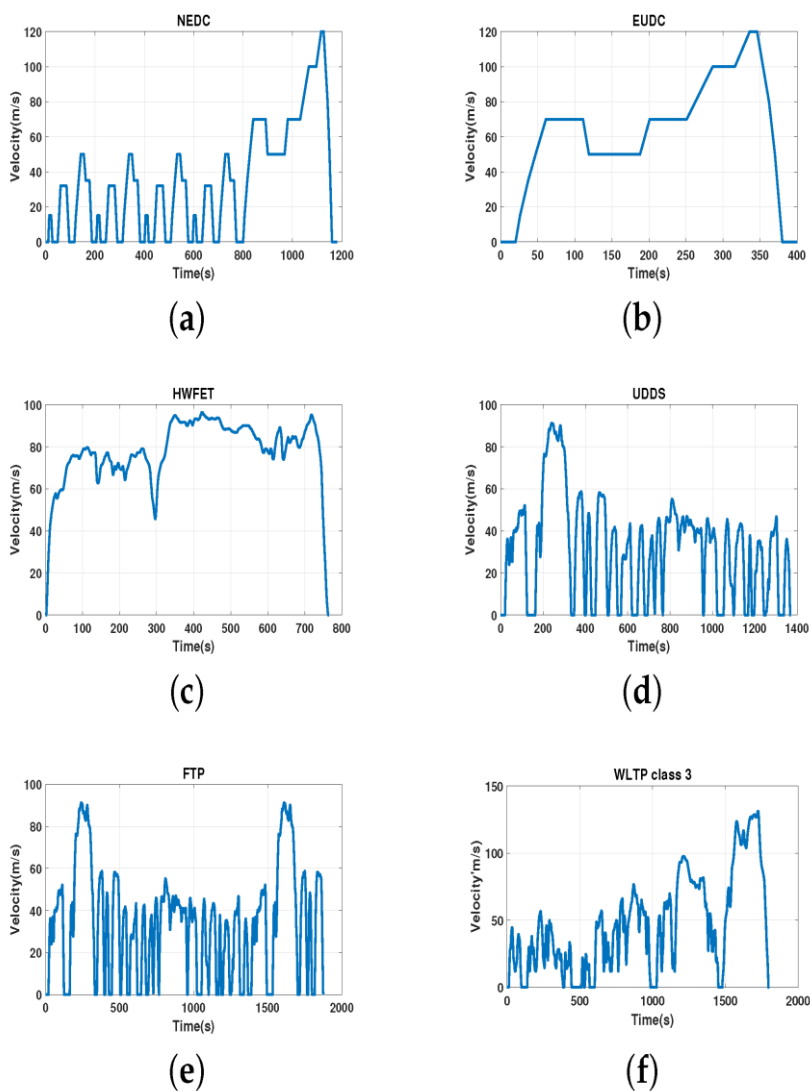 NEDC
120
100
80
60
40
20
0
Velocity(m/s)
0 200 400 600 800 1000 1200
Time(s)
(a)
EUDC
120
100
80
60
40
20
0
Velocity(m/s)
0 50 100 150 200 250 300 350 400
Time(s)
(b)
HWFET
100
80
60
40
20
0
Velocity(m/s)
0 100 200 300 400 500 600 700 800
Time(s)
(c)
UDDS
100
80
60
40
20
0
Velocity(m/s)
0 200 400 600 800 1000 1200 1400
Time(s)
(d)
FTP
100
80
60
40
20
0
Velocity(m/s)
0 500 1000 1500 2000
Time(s)
(e)
WLTP class 3
150
100
50
0
Velocity'm/s)
0 500 1000 1500 2000
Time(s)
(f)